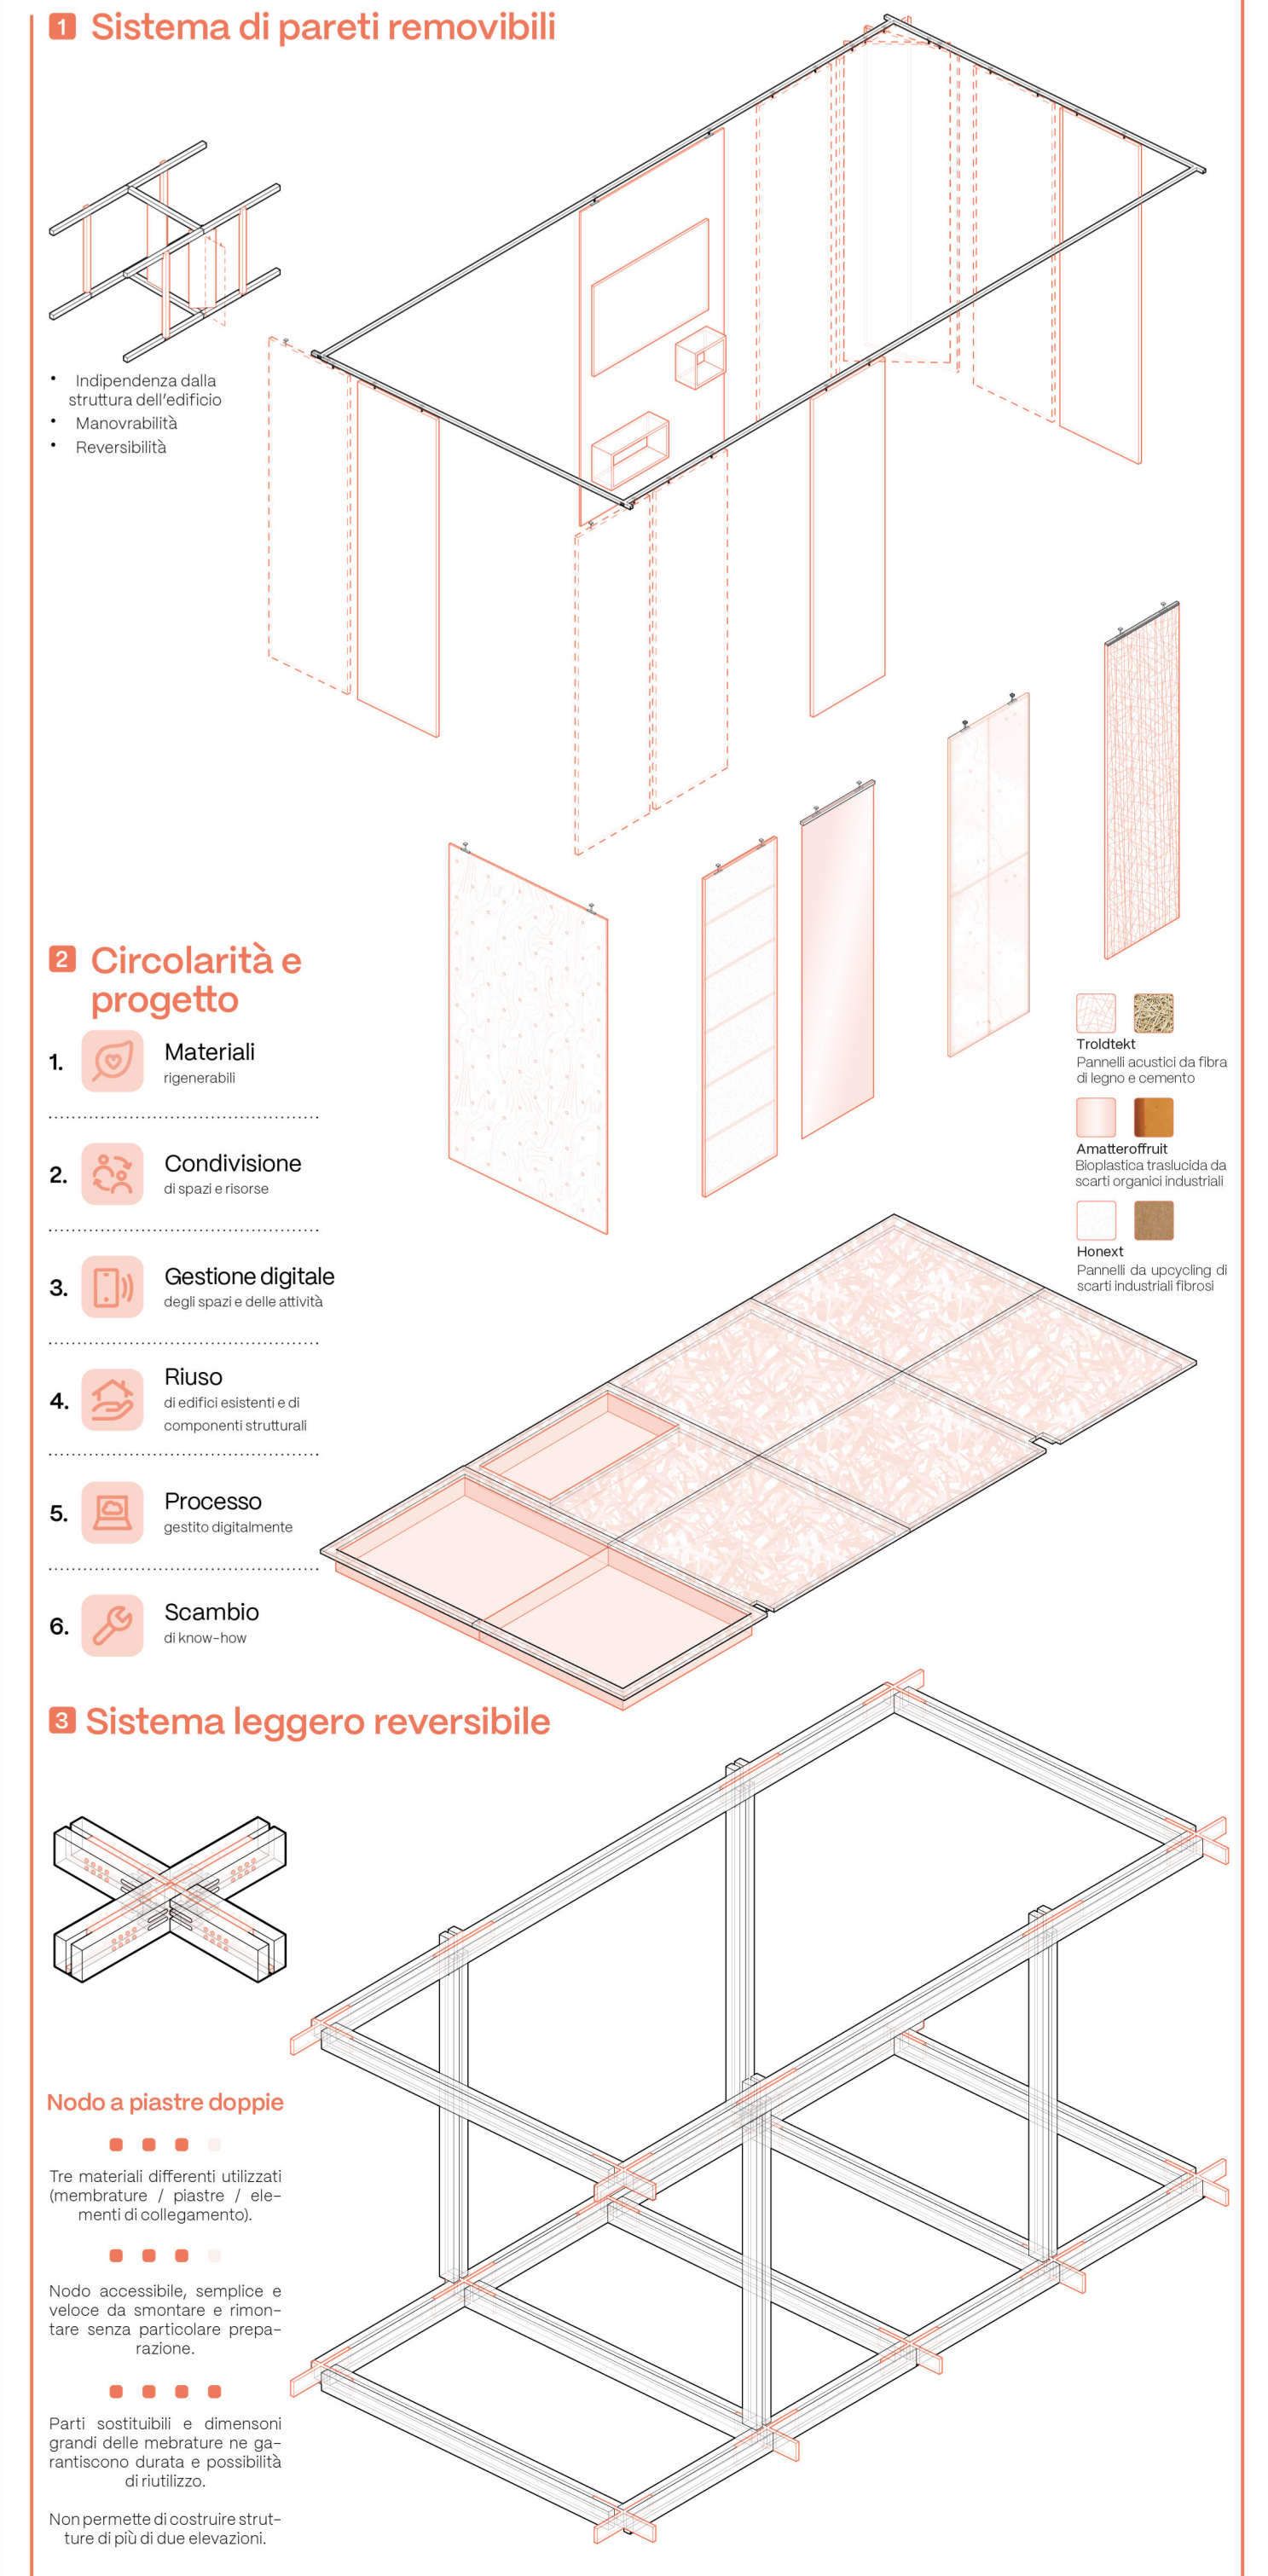 1 Sistema di pareti removibili
• Indipendenza dalla
struttura dell'edificio
• Manovrabilità
• Reversibilità
2 Circolarità e
progetto
1. Materiali
rigenerabili
2. Condivisione
di spazi e risorse
3. Gestione digitale
degli spazi e delle attività
4. Riuso
di edifici esistenti e di
componenti strutturali
5. Processo
gestito digitalmente
6. Scambio
di know-how
Troldtekt
Pannelli acustici da fibra
di legno e cemento
Amatteroffruit
Bioplastica traslucida da
scarti organici industriali
Honext
Pannelli da upcycling di
scarti industriali fibrosi
3 Sistema leggero reversibile
Nodo a piastre doppie
Tre materiali differenti utilizzati
(membrature / piastre / ele-
menti di collegamento).
Nodo accessibile, semplice e
veloce da smontare e rimon-
tare senza particolare prepa-
razione.
Parti sostituibili e dimensoni
grandi delle mebrature ne ga-
rantiscono durata e possibilità
di riutilizzo.
Non permette di costruire strut-
ture di più di due elevazioni.